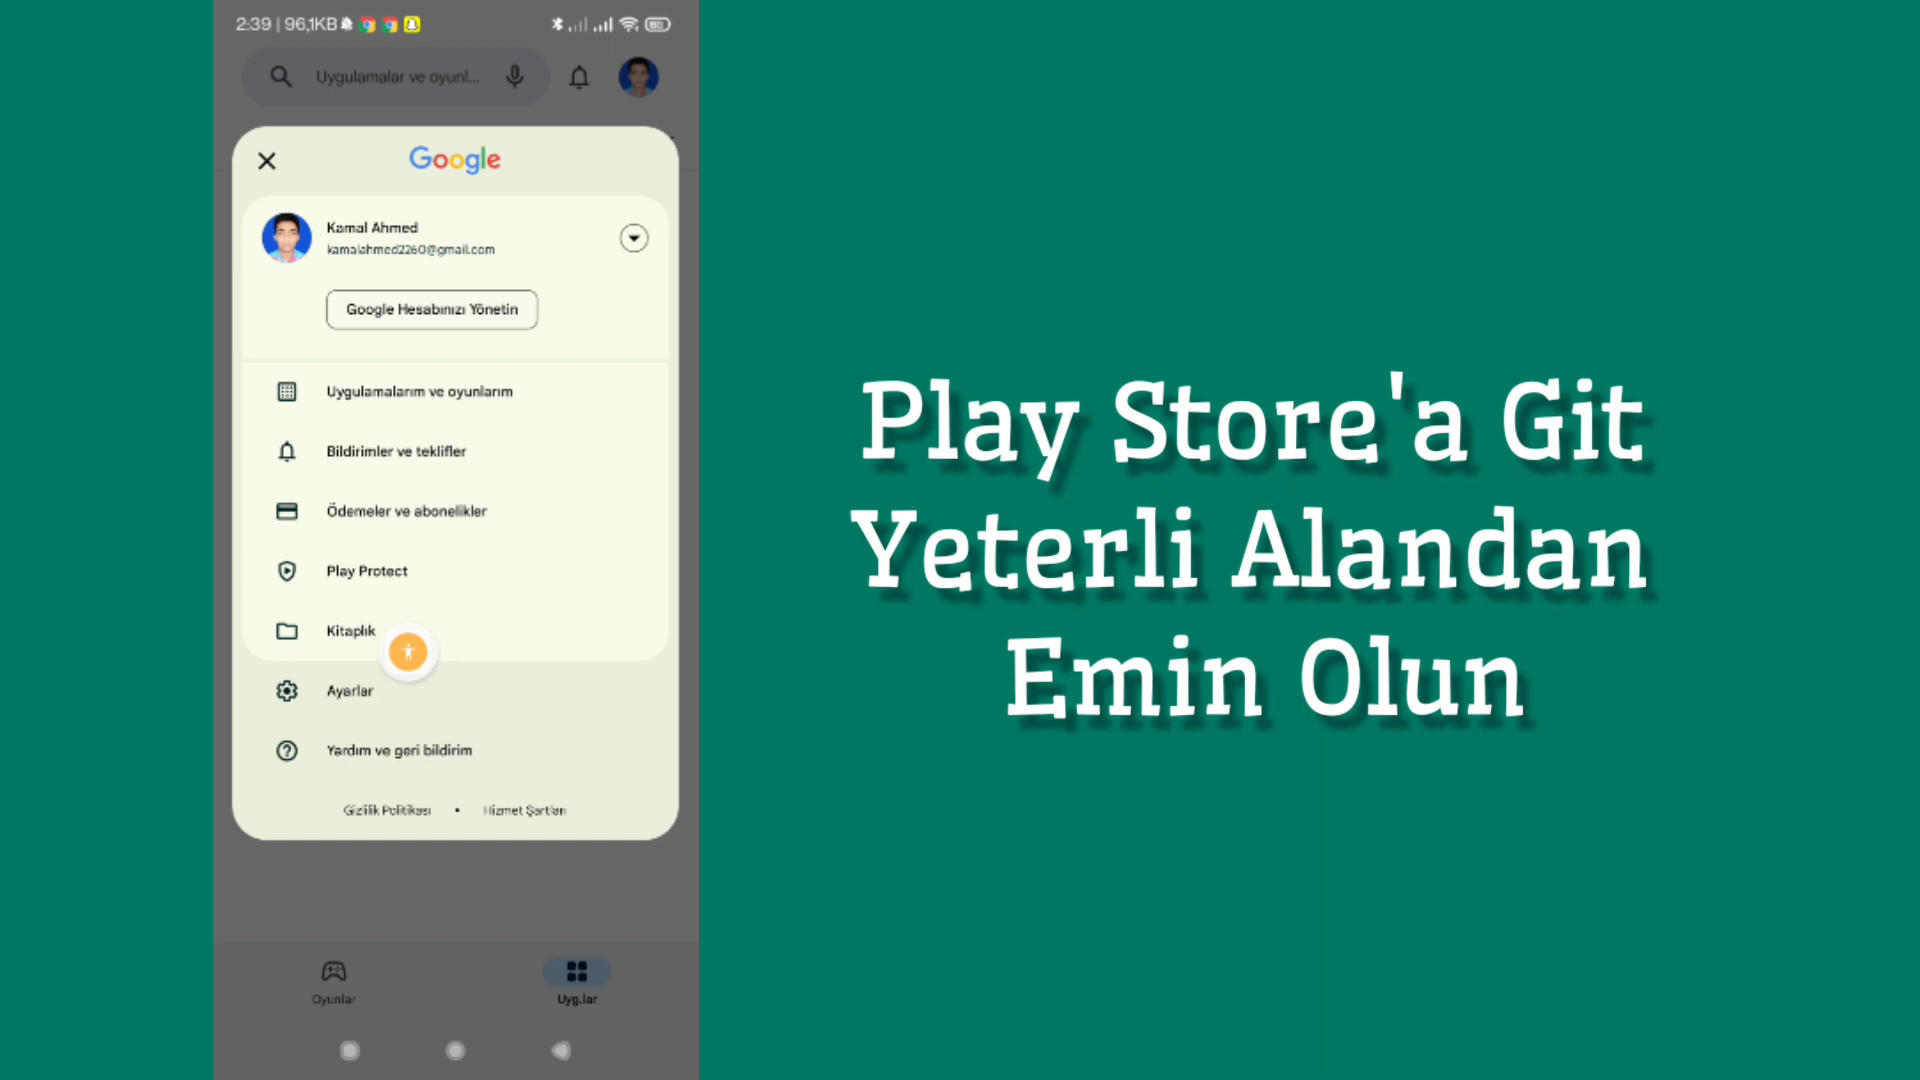 2:39 | 96,1KB
Uygulamalar ve oyunl...
Google
Kamal Ahmed
kamalahmed2260@gmail.com
Google Hesabınızı Yönetin
Uygulamalarım ve oyunlarım
Bildirimler ve teklifler
Ödemeler ve abonelikler
Play Protect
Kitaplık
Ayarlar
Yardım ve geri bildirim
Gizlilik Politikası • Hizmet Şartları
Oyunlar
Uyg.lar
Play Store'a Git
Yeterli Alandan
Emin Olun